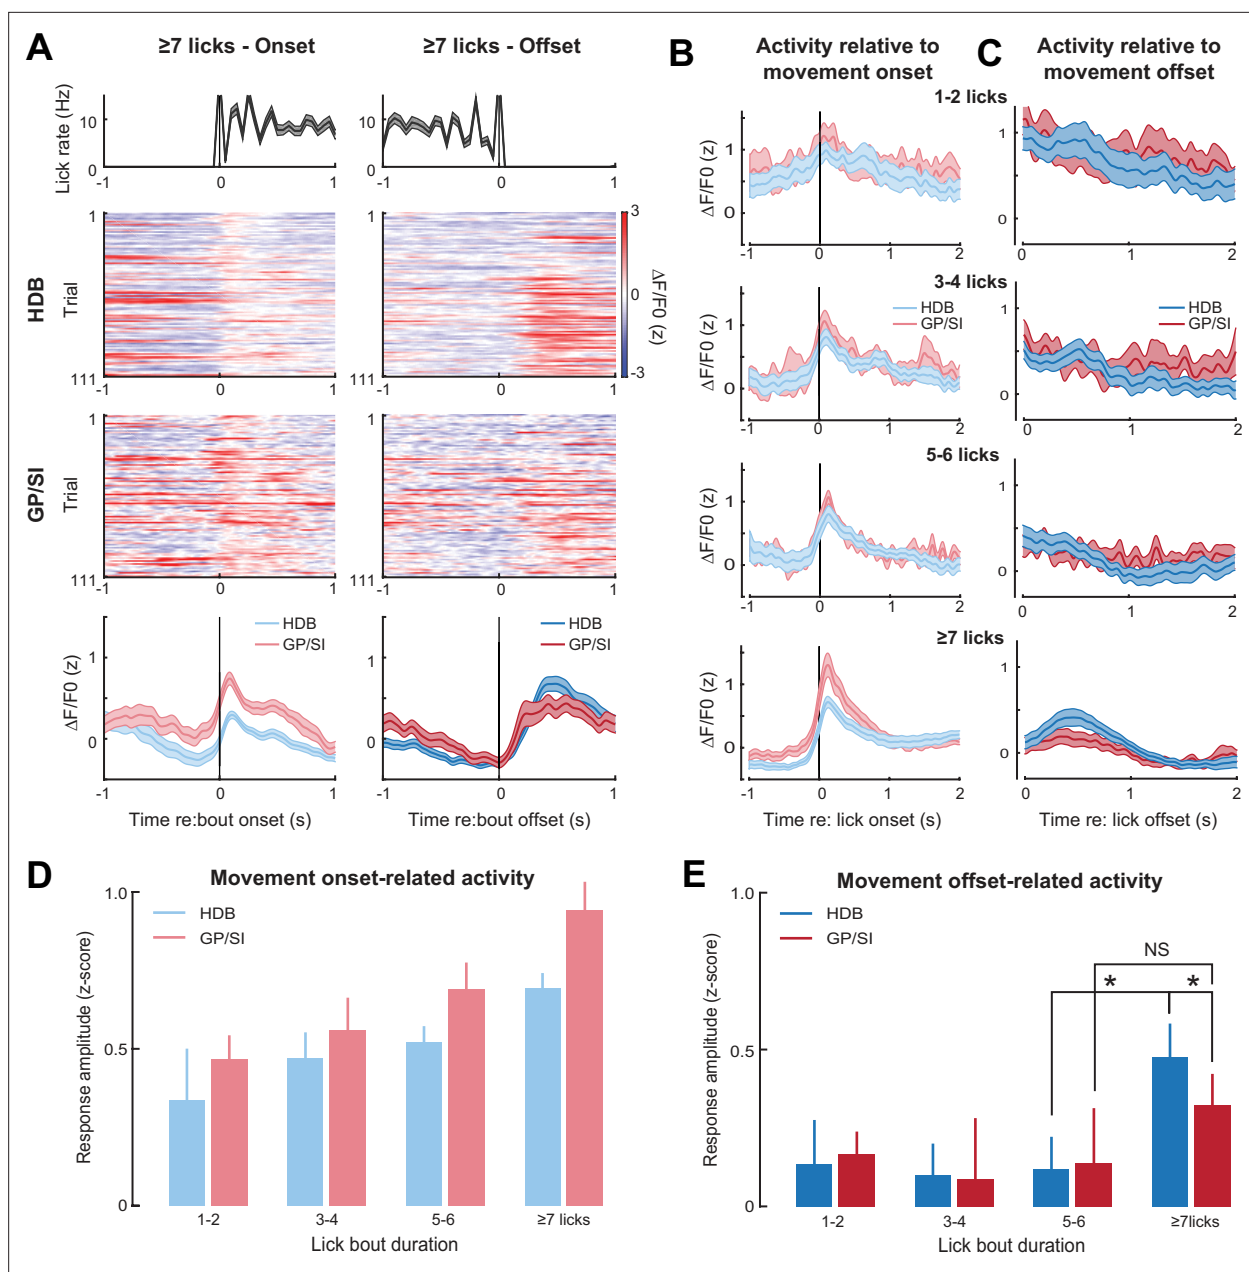 A
≥7 licks - Onset
≥7 licks - Offset
Lick rate (Hz)
10
0
-1
0
1
10
0
-1
0
1
HDB
Trial
1
111
-1
0
1
1
111
-1
0
1
3
0
-3
ΔF/F0 (z)
GP/SI
Trial
1
111
-1
0
1
1
111
-1
0
1
ΔF/F0 (z)
1
0
HDB
GP/SI
-1
0
1
Time re:bout onset (s)
1
0
HDB
GP/SI
-1
0
1
Time re:bout offset (s)
B
Activity relative to
movement onset
C
Activity relative to
movement offset
1-2 licks
ΔF/F0 (z)
1
0
-1
0
1
2
1
0
0
1
2
3-4 licks
ΔF/F0 (z)
1
0
HDB
GP/SI
-1
0
1
2
1
0
HDB
GP/SI
0
1
2
5-6 licks
ΔF/F0 (z)
1
0
-1
0
1
2
1
0
0
1
2
≥7 licks
ΔF/F0 (z)
1
0
-1
0
1
2
Time re: lick onset (s)
1
0
0
1
2
Time re: lick offset (s)
D
Movement onset-related activity
HDB
GP/SI
Response amplitude (z-score)
1.0
0.5
0
1-2
3-4
5-6
≥7 licks
Lick bout duration
E
Movement offset-related activity
HDB
GP/SI
Response amplitude (z-score)
1.0
0.5
0
NS
*
*
1-2
3-4
5-6
≥7licks
Lick bout duration